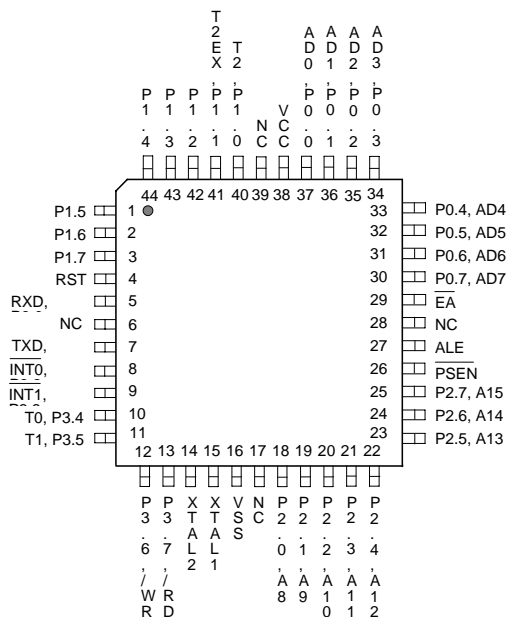 P1.4
P1.3
P1.2
T2EX, P1.1
T2, P1.0
NC
VCC
AD0, P0.0
AD1, P0.1
AD2, P0.2
AD3, P0.3
44 43 42 41 40 39 38 37 36 35 34
P1.5 1
P1.6 2
P1.7 3
RST 4
RXD, 5
NC 6
TXD, 7
INT0, 8
INT1, 9
T0, P3.4 10
T1, P3.5 11
33 P0.4, AD4
32 P0.5, AD5
31 P0.6, AD6
30 P0.7, AD7
29 EA
28 NC
27 ALE
26 PSEN
25 P2.7, A15
24 P2.6, A14
23 P2.5, A13
12 13 14 15 16 17 18 19 20 21 22
P3.6, /WR
P3.7, /RD
XTAL2
XTAL1
VSS
NC
P2.0, A8
P2.1, A9
P2.2, A10
P2.3, A11
P2.4, A12